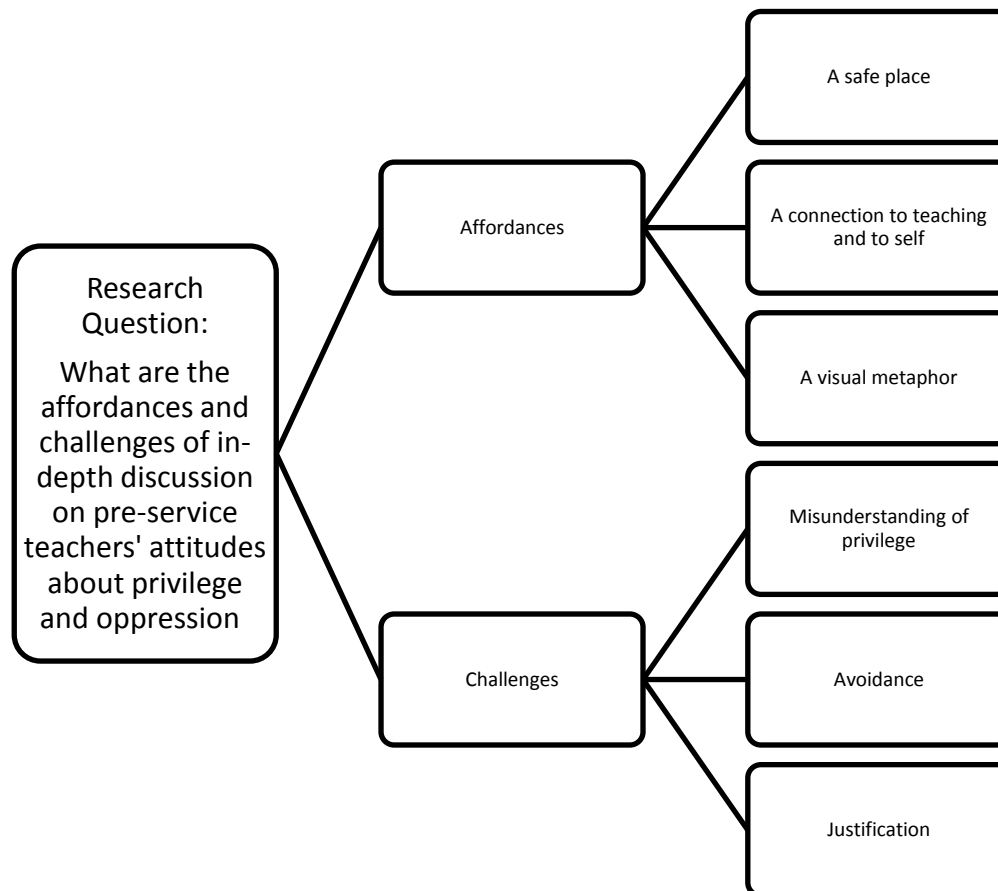 Research
Question:
What are the
affordances and
challenges of in-
depth discussion
on pre-service
teachers' attitudes
about privilege
and oppression
Affordances
A safe place
A connection to teaching
and to self
A visual metaphor
Challenges
Misunderstanding of
privilege
Avoidance
Justification